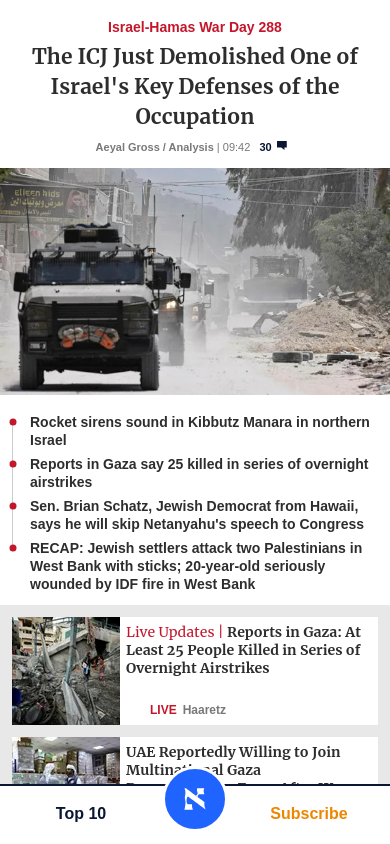 Israel-Hamas War Day 288
The ICJ Just Demolished One of
Israel's Key Defenses of the
Occupation
Aeyal Gross / Analysis | 09:42 30
Rocket sirens sound in Kibbutz Manara in northern
Israel
Reports in Gaza say 25 killed in series of overnight
airstrikes
Sen. Brian Schatz, Jewish Democrat from Hawaii,
says he will skip Netanyahu's speech to Congress
RECAP: Jewish settlers attack two Palestinians in
West Bank with sticks; 20-year-old seriously
wounded by IDF fire in West Bank
Live Updates | Reports in Gaza: At
Least 25 People Killed in Series of
Overnight Airstrikes
LIVE Haaretz
UAE Reportedly Willing to Join
Multinational Gaza
Top 10
Subscribe